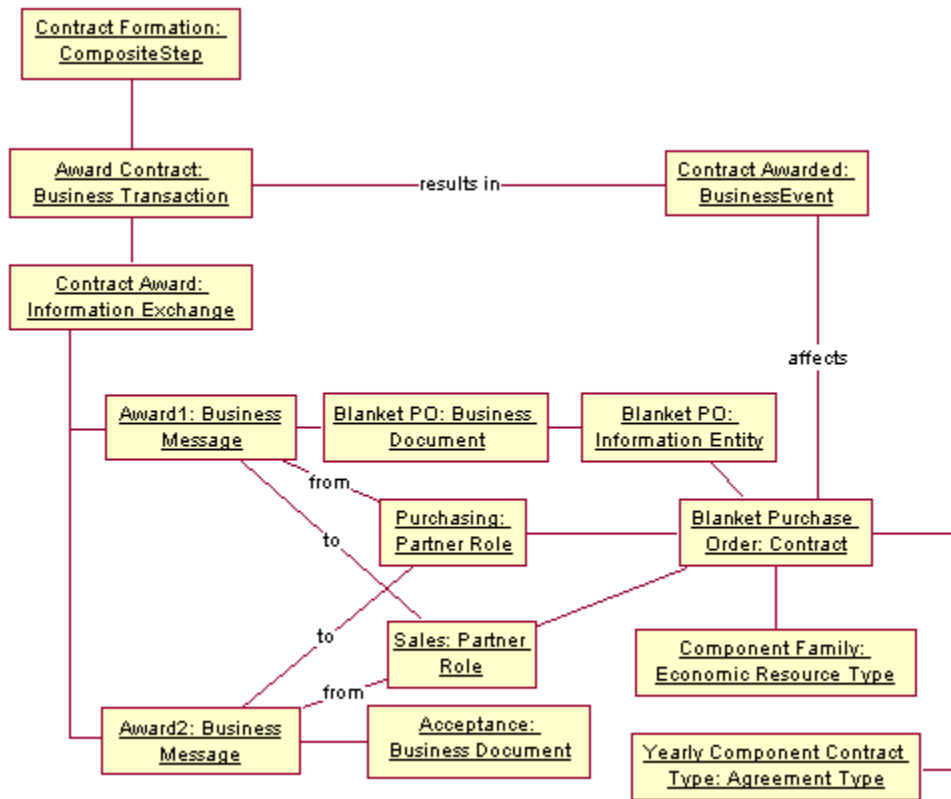 Contract Formation:
CompositeStep
Award Contract:
Business Transaction
results in
Contract Awarded:
BusinessEvent
Contract Award:
Information Exchange
affects
Award1: Business
Message
Blanket PO: Business
Document
Blanket PO:
Information Entity
from
Purchasing:
Partner Role
Blanket Purchase
Order: Contract
to
to
Sales: Partner
Role
Component Family:
Economic Resource Type
from
Award2: Business
Message
Acceptance:
Business Document
Yearly Component Contract
Type: Agreement Type